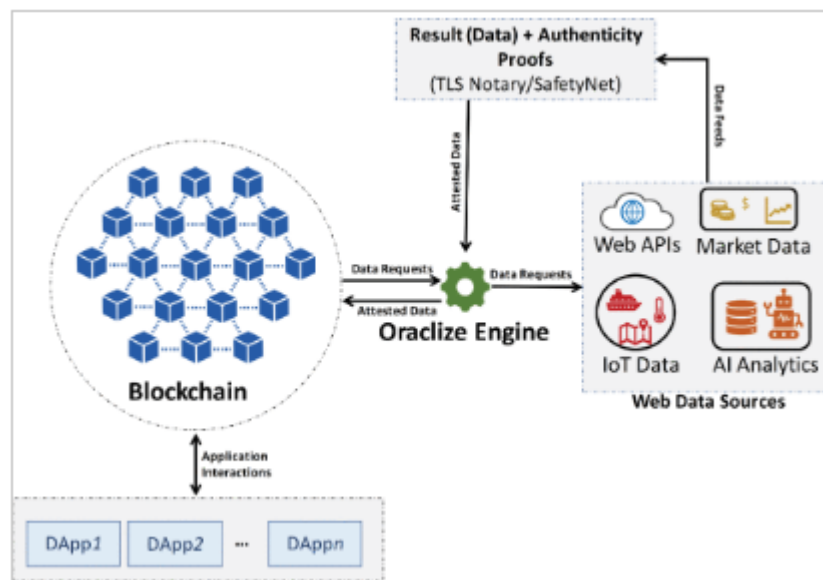 Result (Data) + Authenticity
Proofs
(TLS Notary/SafetyNet)
Data Feeds
Attested Data
Web APIs
Market Data
$
IoT Data
AI Analytics
Web Data Sources
Data Requests
Data Requests
Attested Data
Oraclize Engine
Blockchain
Application
Interactions
DApp1
DApp2
...
DAppn